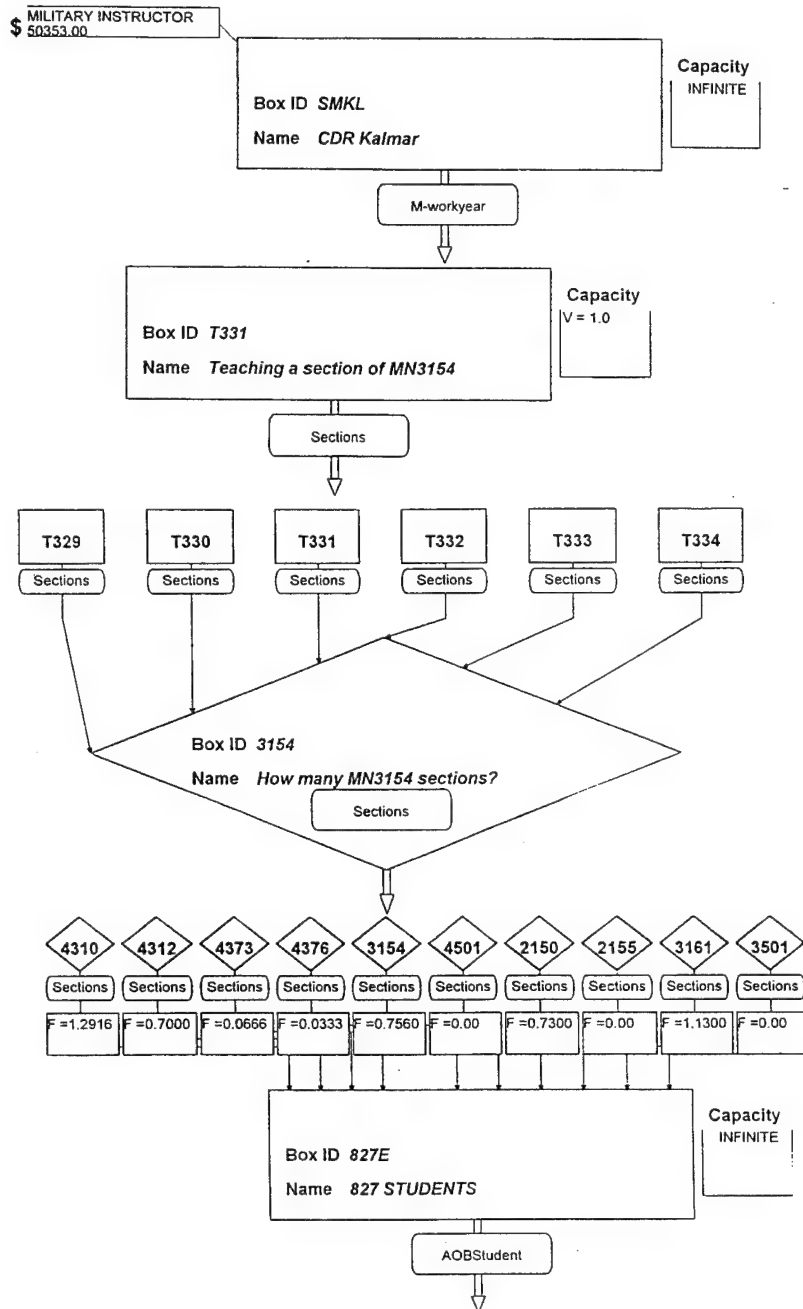 $ MILITARY INSTRUCTOR
50353.00
Capacity
INFINITE
Box ID SMKL
Name CDR Kalmar
M-workyear
Capacity
V = 1.0
Box ID T331
Name Teaching a section of MN3154
Sections
T329 T330 T331 T332 T333 T334
Sections Sections Sections Sections Sections Sections
Box ID 3154
Name How many MN3154 sections?
Sections
4310 4312 4373 4376 3154 4501 2150 2155 3161 3501
Sections Sections Sections Sections Sections Sections Sections Sections Sections Sections
F =1.2916 F =0.7000 F =0.0666 F =0.0333 F =0.7560 F =0.00 F =0.7300 F =0.00 F =1.1300 F =0.00
Capacity
INFINITE
Box ID 827E
Name 827 STUDENTS
AOBStudent